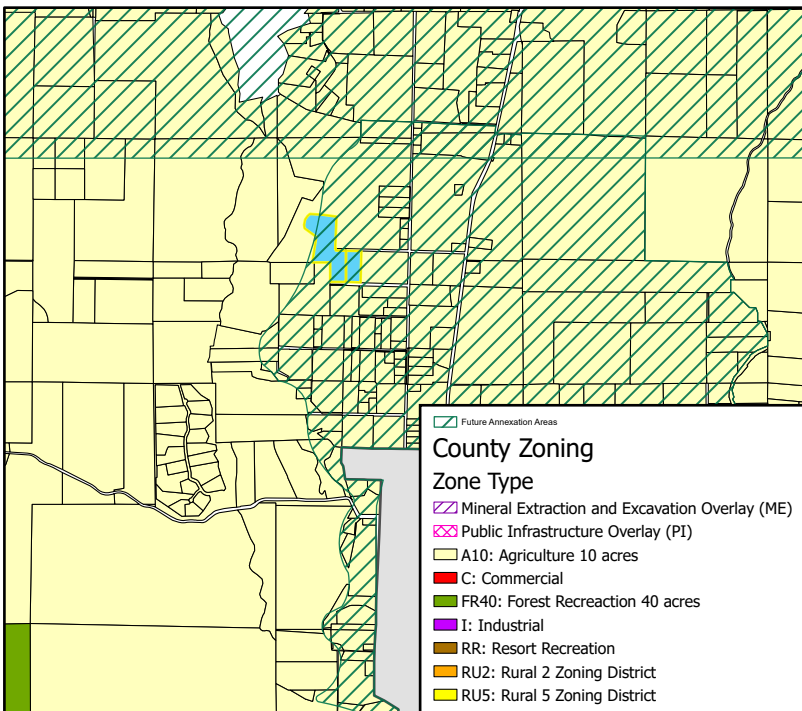 Future Annexation Areas
County Zoning
Zone Type
Mineral Extraction and Excavation Overlay (ME)
Public Infrastructure Overlay (PI)
A10: Agriculture 10 acres
C: Commercial
FR40: Forest Recreaction 40 acres
I: Industrial
RR: Resort Recreation
RU2: Rural 2 Zoning District
RU5: Rural 5 Zoning District